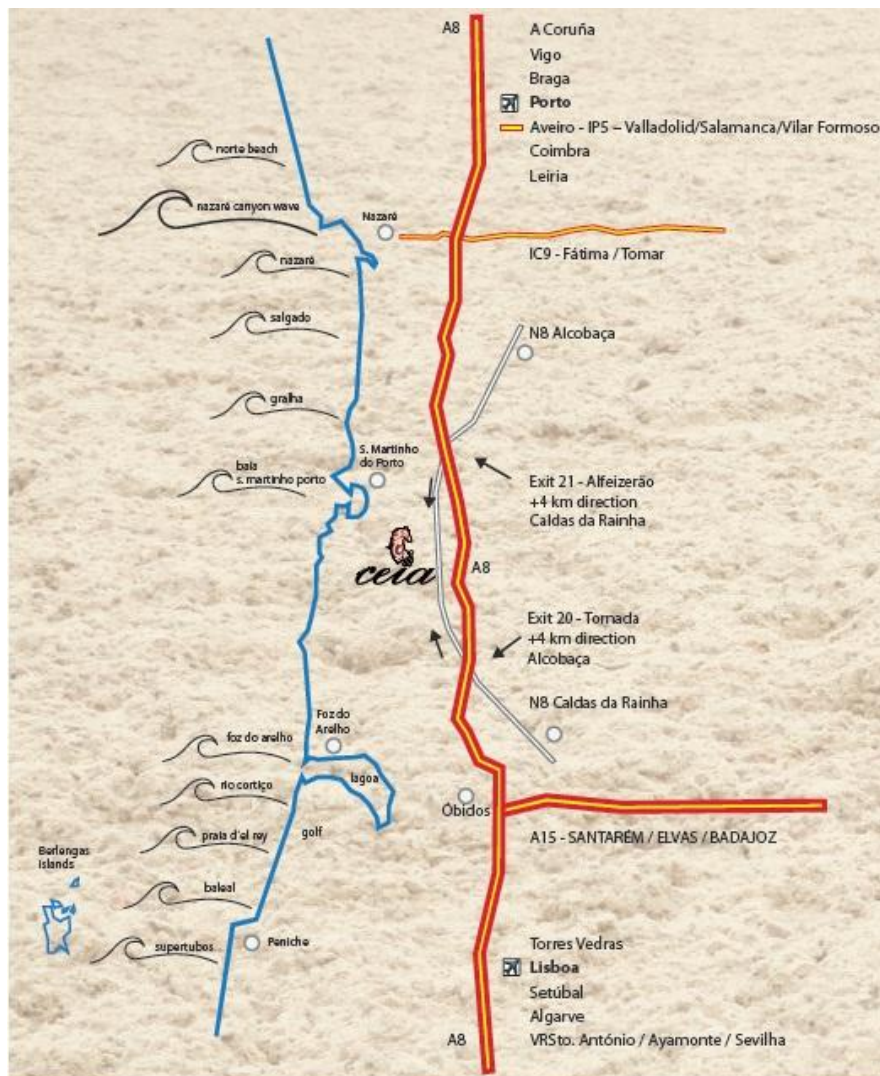 A8
A Coruña
Vigo
Braga
Porto
Aveiro - IP5 – Valladolid/Salamanca/Vilar Formoso
Coimbra
Leiria
norte beach
nazaré canyon wave
Nazaré
nazaré
IC9 - Fátima / Tomar
salgado
N8 Alcobaça
gralha
S. Martinho
do Porto
baia
s. martinho porto
Exit 21 - Alfeizerão
+4 km direction
Caldas da Rainha
ceia
A8
Exit 20 - Tornada
+4 km direction
Alcobaça
N8 Caldas da Rainha
Foz do
Arelho
foz do arelho
lagoa
rio cortiço
Óbidos
golf
praia d'el rey
A15 - SANTARÉM / ELVAS / BADAJOZ
Berlengas
islands
baleal
Peniche
supertubos
Torres Vedras
Lisboa
Setúbal
Algarve
A8
VRSto. António / Ayamonte / Sevilha